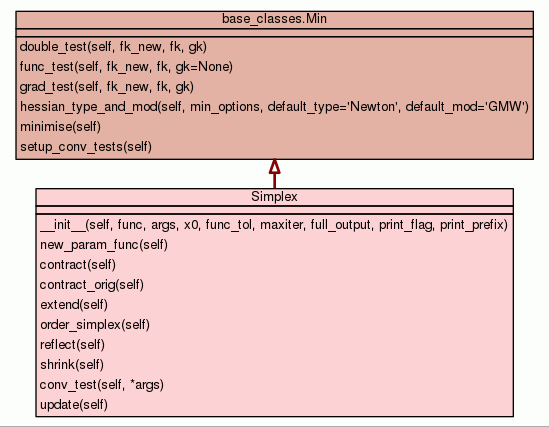 base_classes.Min
double_test(self, fk_new, fk, gk)
func_test(self, fk_new, fk, gk=None)
grad_test(self, fk_new, fk, gk)
hessian_type_and_mod(self, min_options, default_type='Newton', default_mod='GMW')
minimise(self)
setup_conv_tests(self)
Simplex
__init__(self, func, args, x0, func_tol, maxiter, full_output, print_flag, print_prefix)
new_param_func(self)
contract(self)
contract_orig(self)
extend(self)
order_simplex(self)
reflect(self)
shrink(self)
conv_test(self, *args)
update(self)